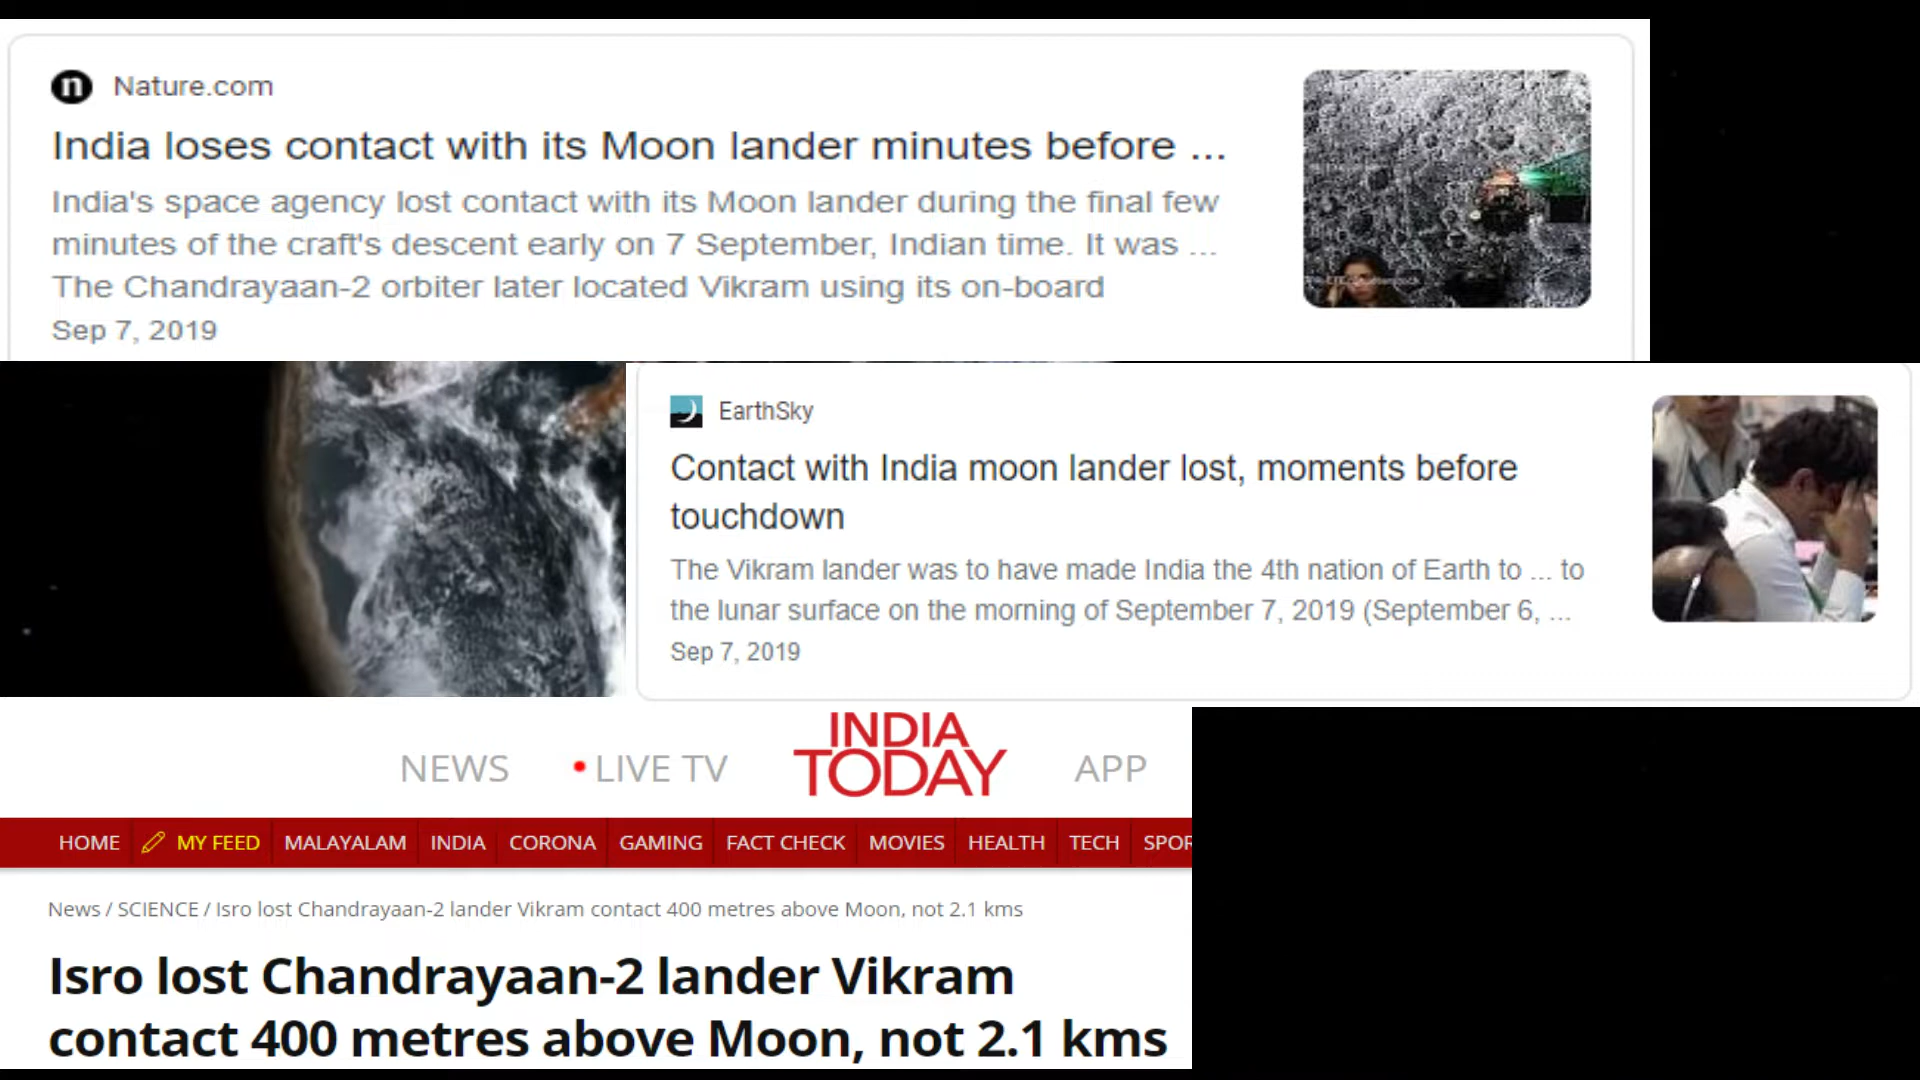 Nature.com
India loses contact with its Moon lander minutes before ...
India's space agency lost contact with its Moon lander during the final few
minutes of the craft's descent early on 7 September, Indian time. It was ...
The Chandrayaan-2 orbiter later located Vikram using its on-board
Sep 7, 2019
EarthSky
Contact with India moon lander lost, moments before
touchdown
The Vikram lander was to have made India the 4th nation of Earth to ... to
the lunar surface on the morning of September 7, 2019 (September 6, ...
Sep 7, 2019
NEWS LIVE TV INDIA TODAY APP
HOME MY FEED MALAYALAM INDIA CORONA GAMING FACT CHECK MOVIES HEALTH TECH SPOR
News / SCIENCE / Isro lost Chandrayaan-2 lander Vikram contact 400 metres above Moon, not 2.1 kms
Isro lost Chandrayaan-2 lander Vikram
contact 400 metres above Moon, not 2.1 kms